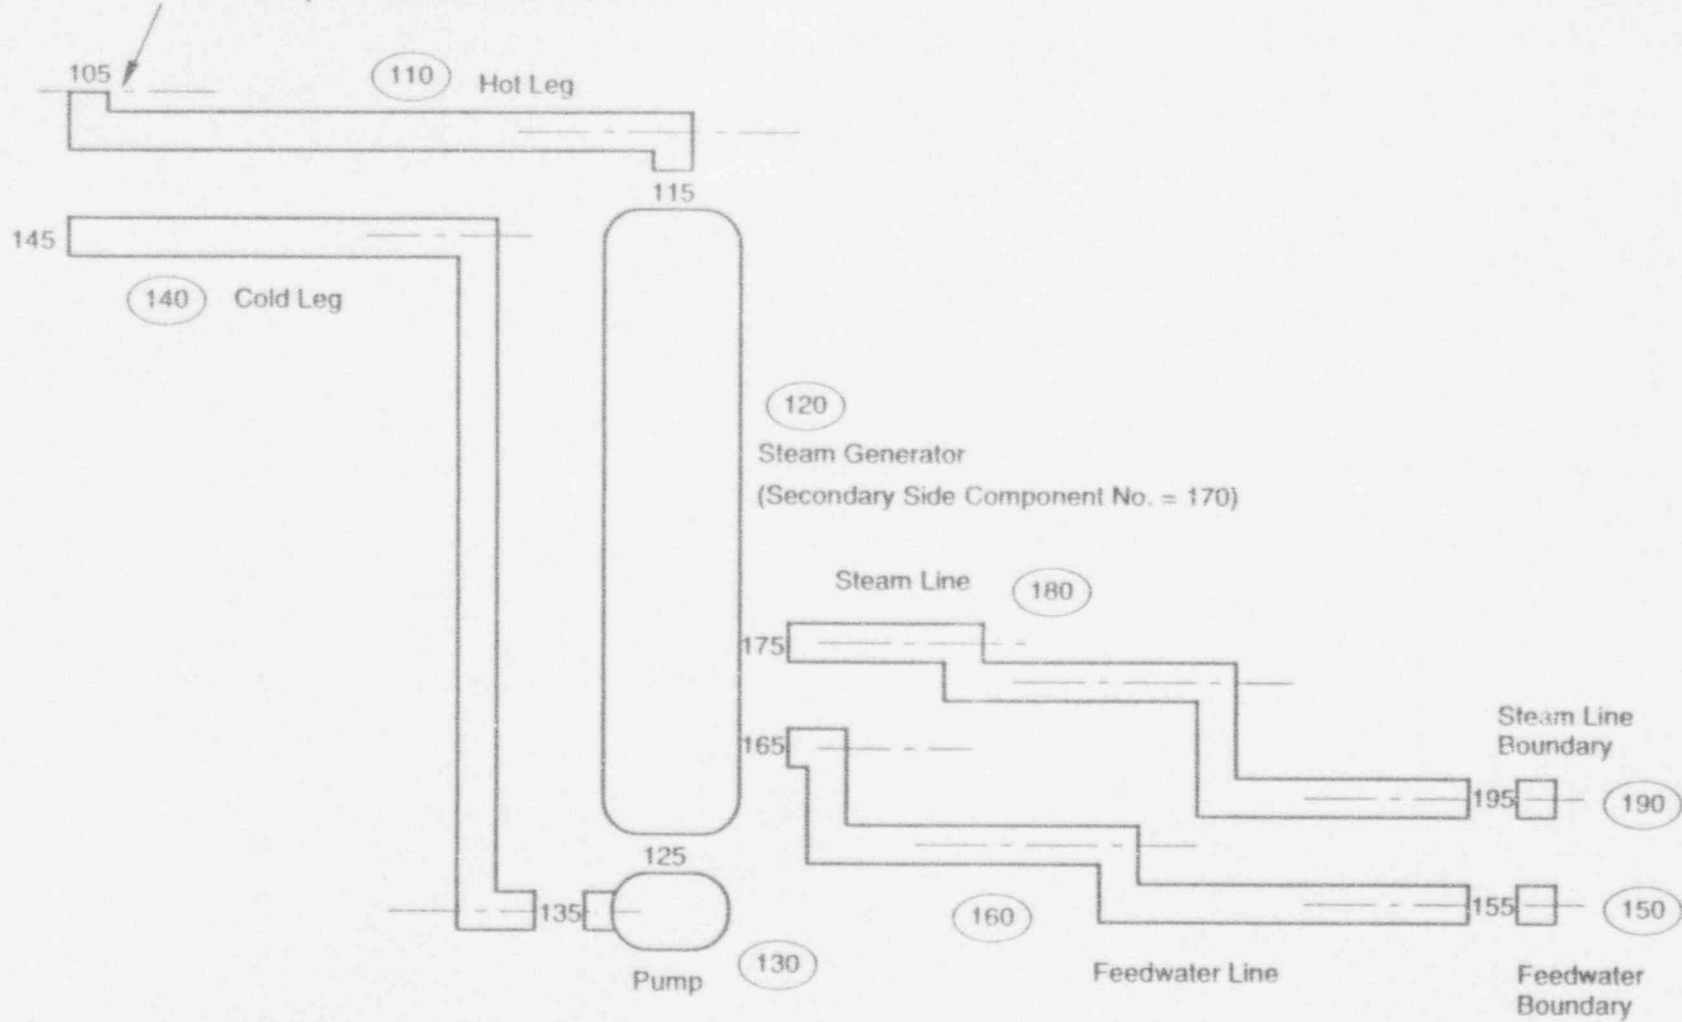 105
110
Hot Leg
115
145
140
Cold Leg
120
Steam Generator
(Secondary Side Component No. = 170)
Steam Line
180
175
165
Steam Line
Boundary
195
190
125
135
160
155
150
Pump
130
Feedwater Line
Feedwater
Boundary